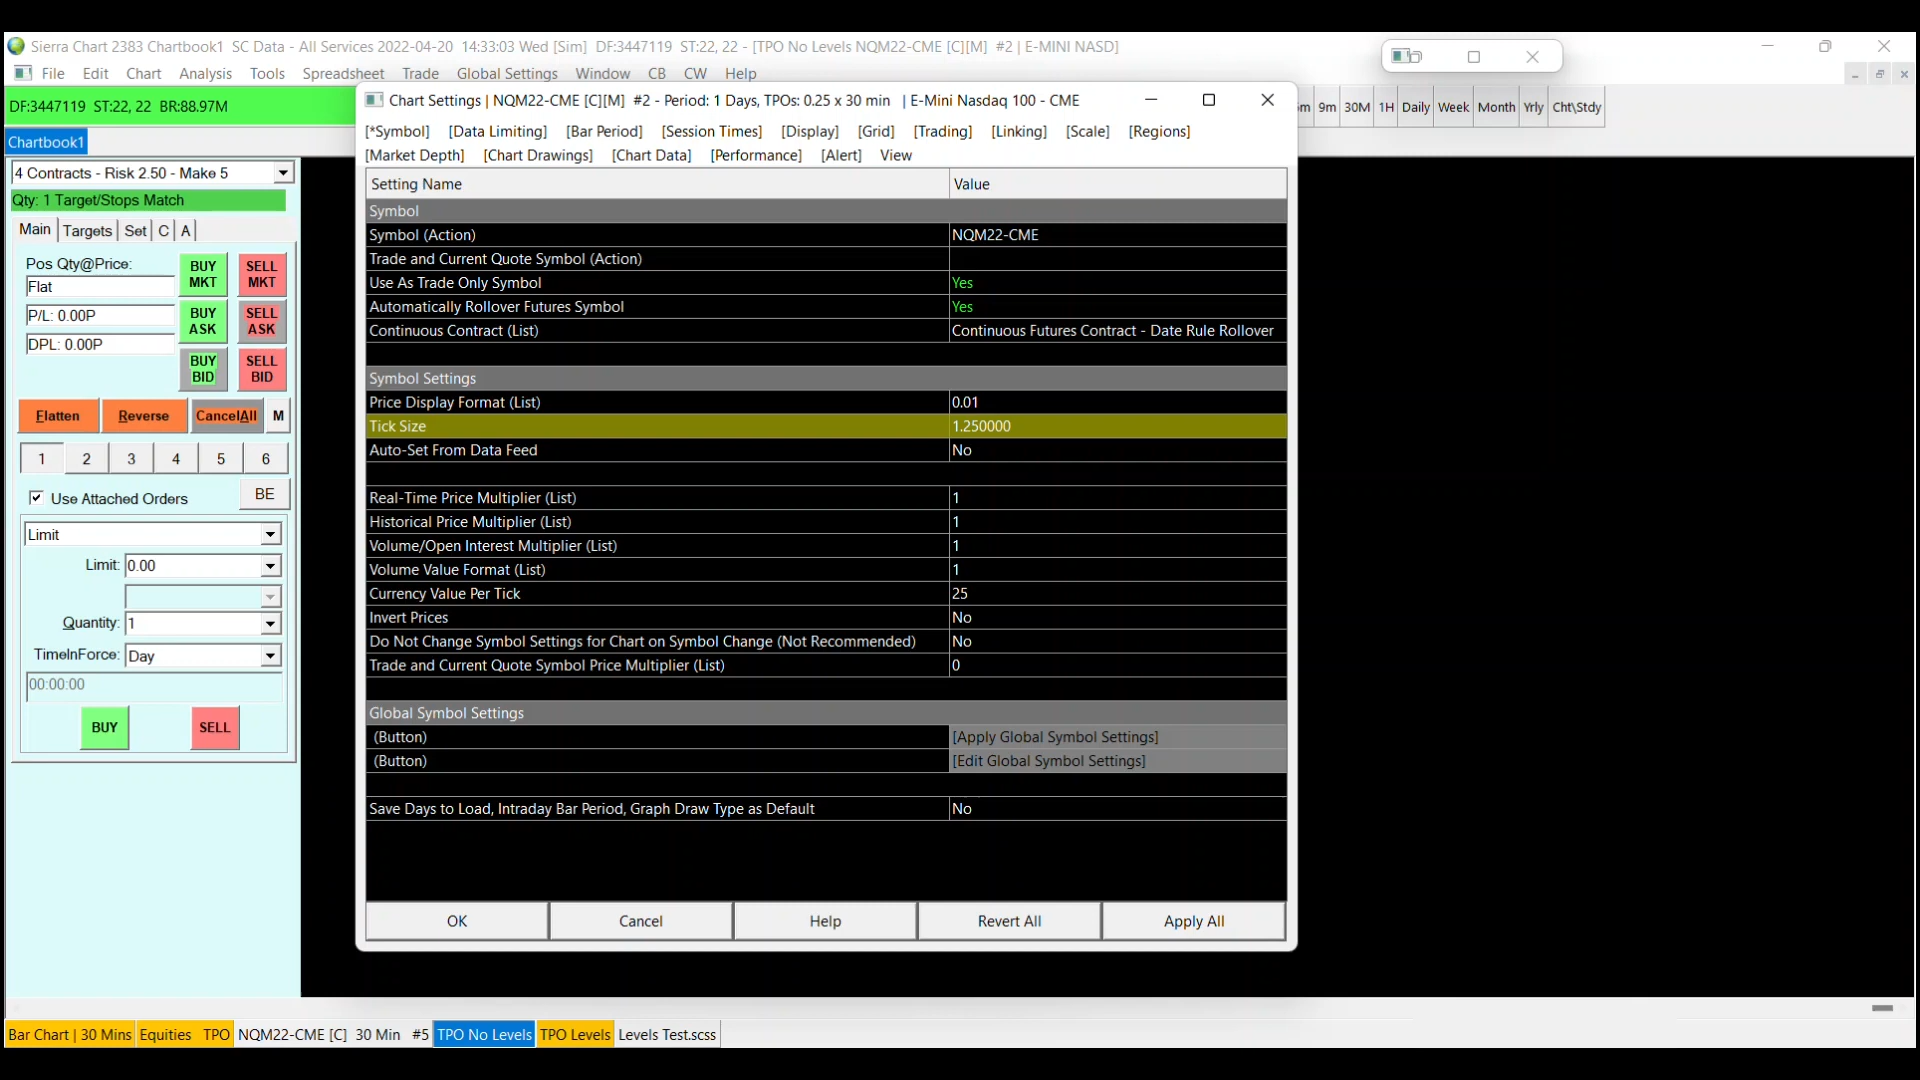 Sierra Chart 2383 Chartbook1 SC Data - All Services 2022-04-20 14:33:03 Wed [Sim] DF:3447119 ST:22, 22 - [TPO No Levels NQM22-CME [C][M] #2 | E-MINI NASD]
File Edit Chart Analysis Tools Spreadsheet Trade Global Settings Window CB CW Help
DF:3447119 ST:22, 22 BR:88.97M
9m 30M 1H Daily Week Month Yrly Cht\Stdy
Chartbook1
4 Contracts - Risk 2.50 - Make 5
Qty: 1 Target/Stops Match
Main Targets Set C A
Pos Qty@Price:
Flat
P/L: 0.00P
DPL: 0.00P
BUY MKT
SELL MKT
BUY ASK
SELL ASK
BUY BID
SELL BID
Flatten Reverse CancelAll M
1 2 3 4 5 6
Use Attached Orders BE
Limit
Limit: 0.00
Quantity: 1
TimeInForce: Day
00:00:00
BUY SELL
Chart Settings | NQM22-CME [C][M] #2 - Period: 1 Days, TPOs: 0.25 x 30 min | E-Mini Nasdaq 100 - CME
[*Symbol] [Data Limiting] [Bar Period] [Session Times] [Display] [Grid] [Trading] [Linking] [Scale] [Regions]
[Market Depth] [Chart Drawings] [Chart Data] [Performance] [Alert] View
Setting Name Value
Symbol
Symbol (Action) NQM22-CME
Trade and Current Quote Symbol (Action)
Use As Trade Only Symbol Yes
Automatically Rollover Futures Symbol Yes
Continuous Contract (List) Continuous Futures Contract - Date Rule Rollover
Symbol Settings
Price Display Format (List) 0.01
Tick Size 1.250000
Auto-Set From Data Feed No
Real-Time Price Multiplier (List) 1
Historical Price Multiplier (List) 1
Volume/Open Interest Multiplier (List) 1
Volume Value Format (List) 1
Currency Value Per Tick 25
Invert Prices No
Do Not Change Symbol Settings for Chart on Symbol Change (Not Recommended) No
Trade and Current Quote Symbol Price Multiplier (List) 0
Global Symbol Settings
(Button) [Apply Global Symbol Settings]
(Button) [Edit Global Symbol Settings]
Save Days to Load, Intraday Bar Period, Graph Draw Type as Default No
OK Cancel Help Revert All Apply All
Bar Chart | 30 Mins Equities TPO NQM22-CME [C] 30 Min #5 TPO No Levels TPO Levels Levels Test.scss